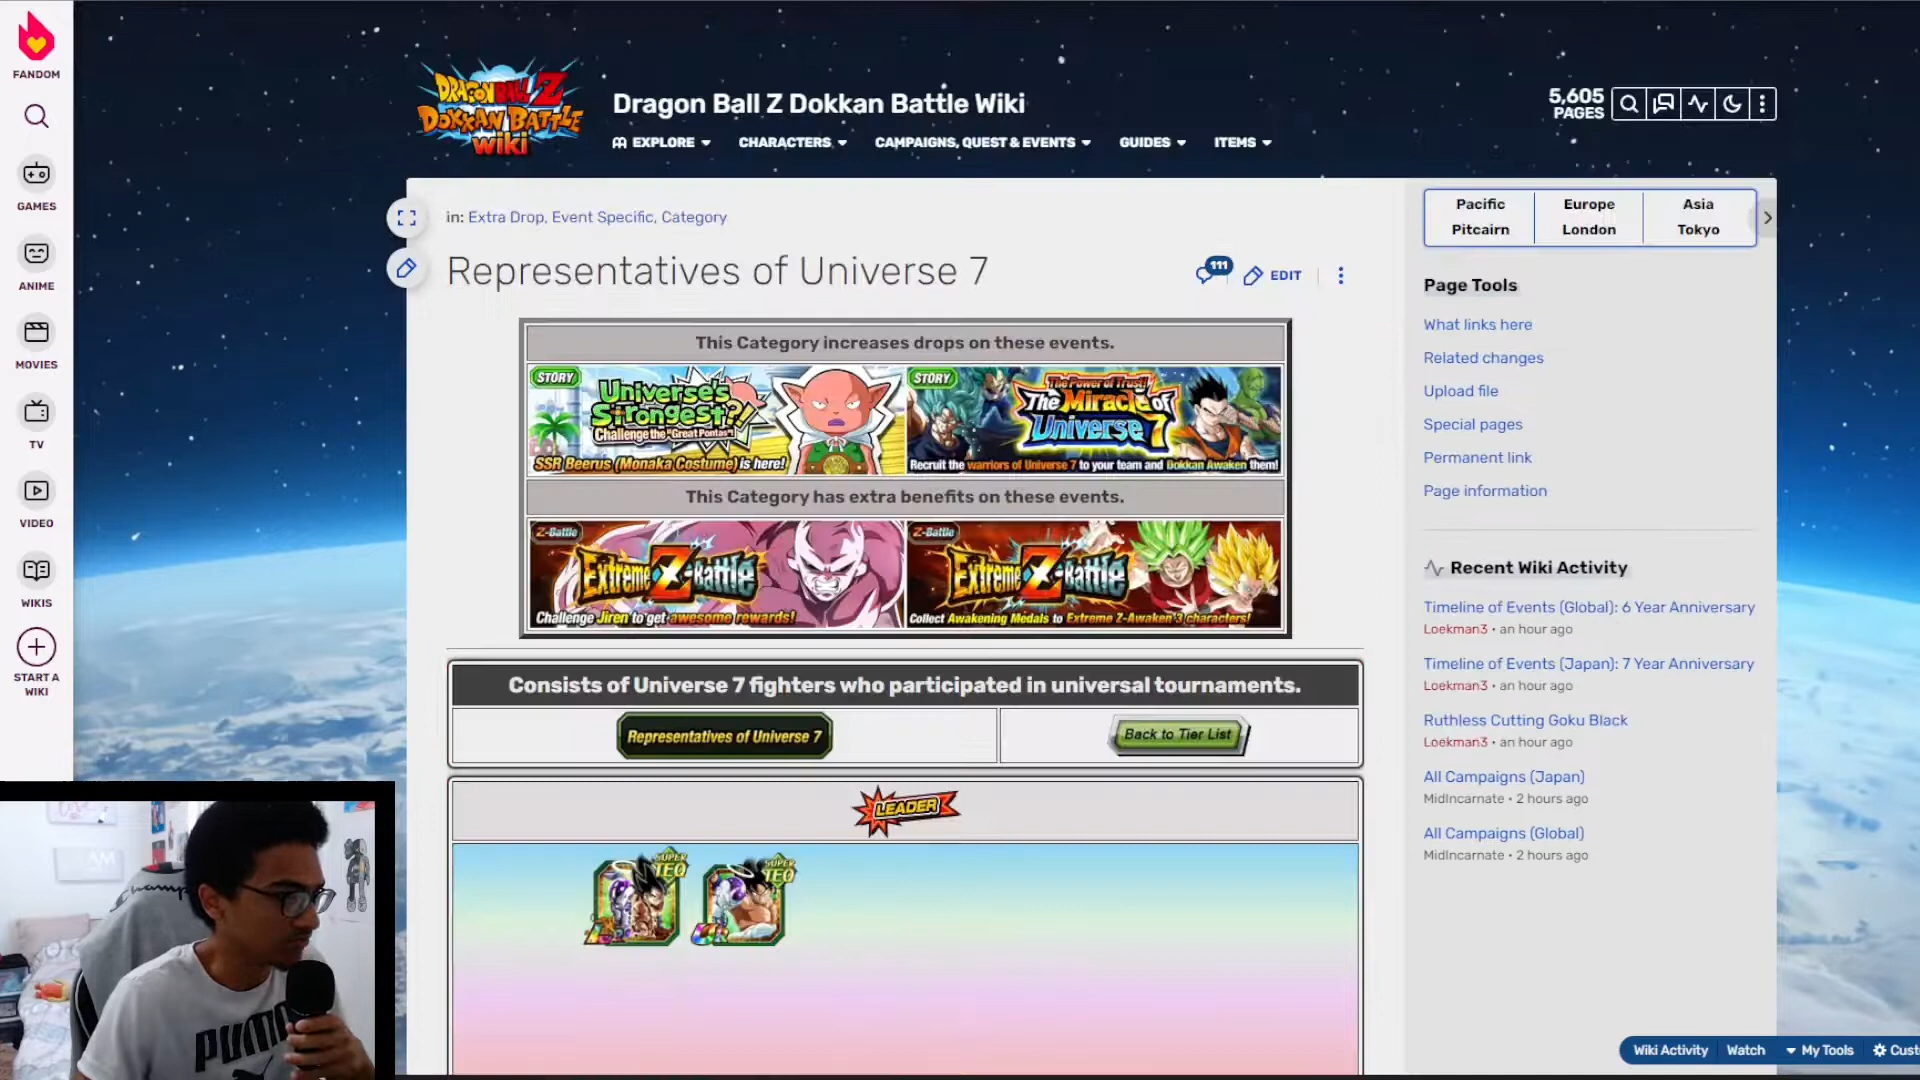 FANDOM
GAMES
ANIME
MOVIES
TV
VIDEO
WIKIS
START A
WIKI
DRAGON BALL Z
DOKKAN BATTLE
WIKI
Dragon Ball Z Dokkan Battle Wiki
EXPLORE
CHARACTERS
CAMPAIGNS, QUEST & EVENTS
GUIDES
ITEMS
5,605
PAGES
in: Extra Drop, Event Specific, Category
Representatives of Universe 7
111
EDIT
This Category increases drops on these events.
STORY
Universe's
Strongest?!
Challenge the "Great Pontas"!
SSR Beerus (Monaka Costume) is here!
STORY
The Power of Trust!
The Miracle of
Universe 7
Recruit the warriors of Universe 7 to your team and Dokkan Awaken them!
This Category has extra benefits on these events.
Z-Battle
Extreme Z-Battle
Challenge Jiren to get awesome rewards!
Z-Battle
Extreme Z-Battle
Collect Awakening Medals to Extreme Z-Awaken 3 characters!
Consists of Universe 7 fighters who participated in universal tournaments.
Representatives of Universe 7
Back to Tier List
LEADER
SUPER
TEQ
SUPER
TEQ
LR
UR
Pacific
Pitcairn
Europe
London
Asia
Tokyo
Page Tools
What links here
Related changes
Upload file
Special pages
Permanent link
Page information
Recent Wiki Activity
Timeline of Events (Global): 6 Year Anniversary
Loekman3 • an hour ago
Timeline of Events (Japan): 7 Year Anniversary
Loekman3 • an hour ago
Ruthless Cutting Goku Black
Loekman3 • an hour ago
All Campaigns (Japan)
MidIncarnate • 2 hours ago
All Campaigns (Global)
MidIncarnate • 2 hours ago
Wiki Activity
Watch
My Tools
Cust
PUMA